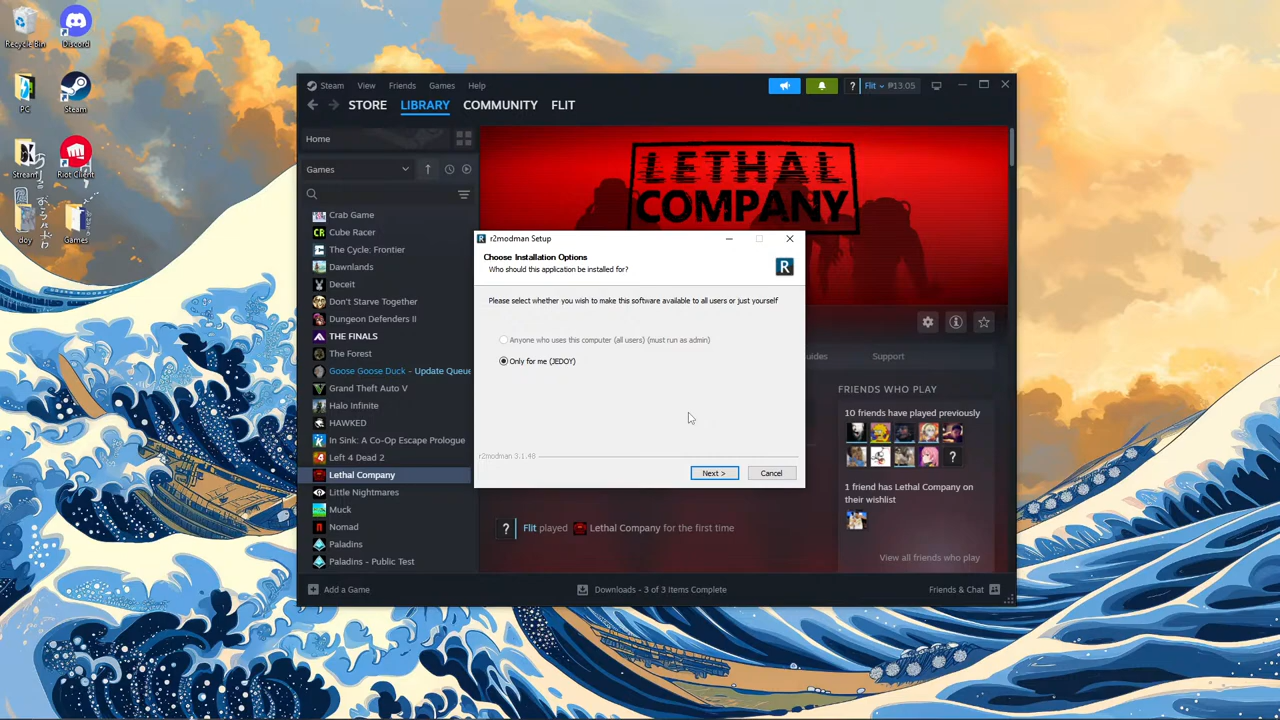 Recycle Bin
Discord
PC
Steam
Stream
Riot Client
doy
Games
Steam View Friends Games Help
? Flit ₱13.05
STORE LIBRARY COMMUNITY FLIT
Home
Games
Crab Game
CR Cube Racer
The Cycle: Frontier
Dawnlands
Deceit
Don't Starve Together
Dungeon Defenders II
THE FINALS
The Forest
Goose Goose Duck - Update Queue
Grand Theft Auto V
Halo Infinite
HAWKED
In Sink: A Co-Op Escape Prologue
Left 4 Dead 2
Lethal Company
Little Nightmares
Muck
Nomad
Paladins
Paladins - Public Test
Add a Game
LETHAL
COMPANY
R r2modman Setup
Choose Installation Options
Who should this application be installed for?
R
Please select whether you wish to make this software available to all users or just yourself
Anyone who uses this computer (all users) (must run as admin)
Only for me (JEDOY)
r2modman 3.1.48
Next >
Cancel
uides
Support
FRIENDS WHO PLAY
10 friends have played previously
?
1 friend has Lethal Company on
their wishlist
View all friends who play
? Flit played Lethal Company for the first time
Downloads - 3 of 3 Items Complete
Friends & Chat